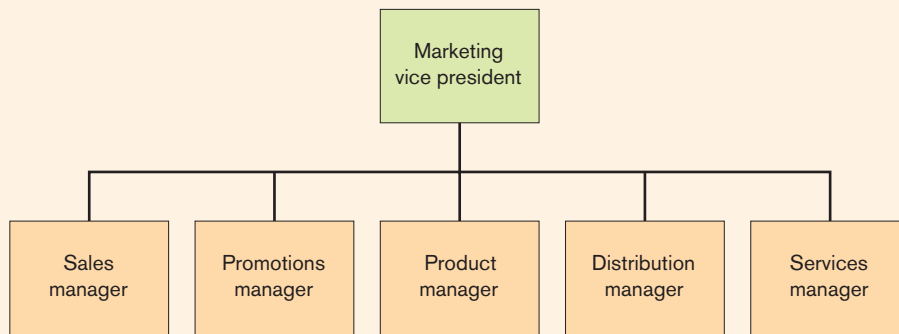 Marketing
vice president
Sales
manager
Promotions
manager
Product
manager
Distribution
manager
Services
manager